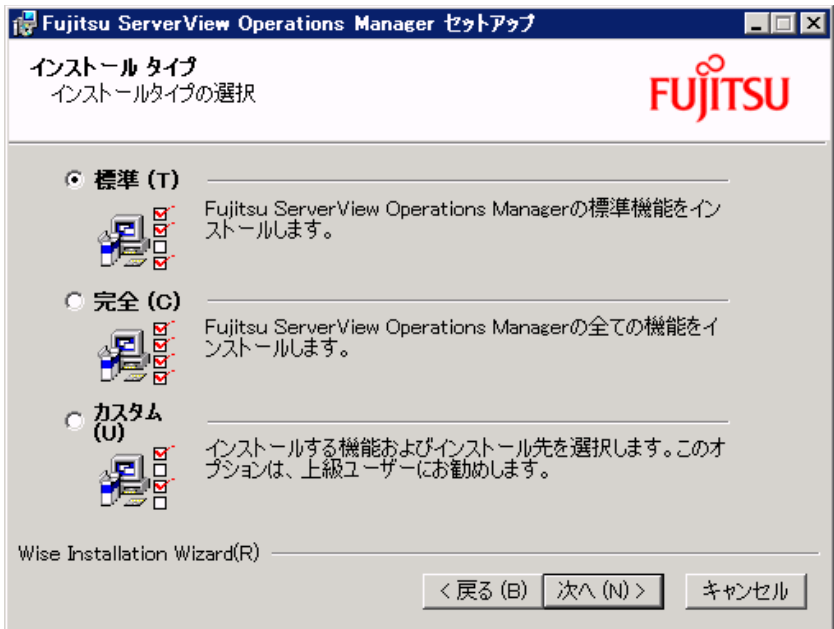 Fujitsu ServerView Operations Manager セットアップ
インストール タイプ
インストールタイプの選択
FUJITSU
標準 (T)
Fujitsu ServerView Operations Managerの標準機能をイン
ストールします。
完全 (C)
Fujitsu ServerView Operations Managerの全ての機能をイ
ンストールします。
カスタム
(U)
インストールする機能およびインストール先を選択します。このオ
プションは、上級ユーザーにお勧めします。
Wise Installation Wizard(R)
< 戻る (B)
次へ (N) >
キャンセル